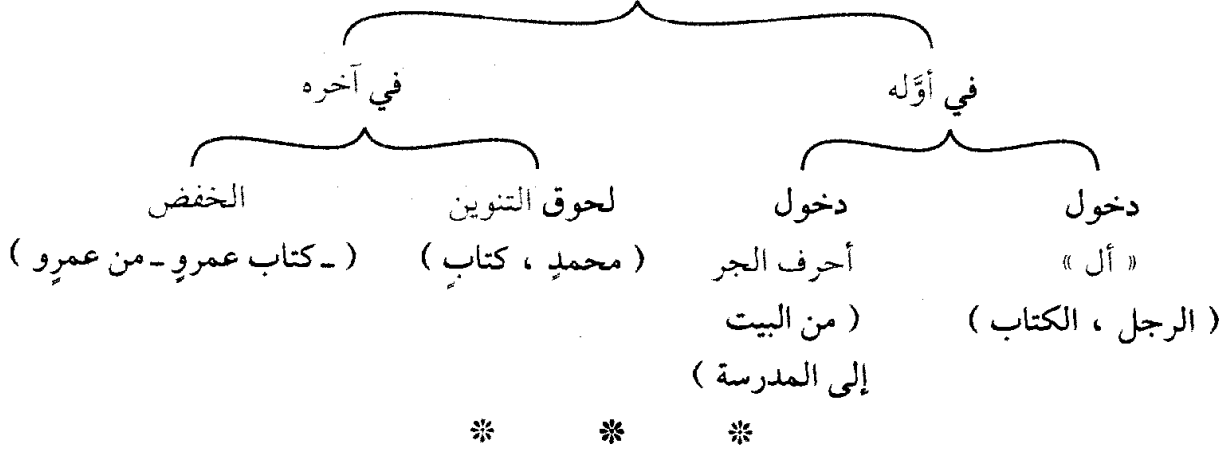 في أوَّله في آخره
دخول دخول لحوق التنوين الخفض
« أل » أحرف الجر ( محمدٍ ، كتابٍ ) ( ـ كتاب عمروٍ ـ من عمرٍو )
( الرجل ، الكتاب ) ( من البيت
إلى المدرسة )